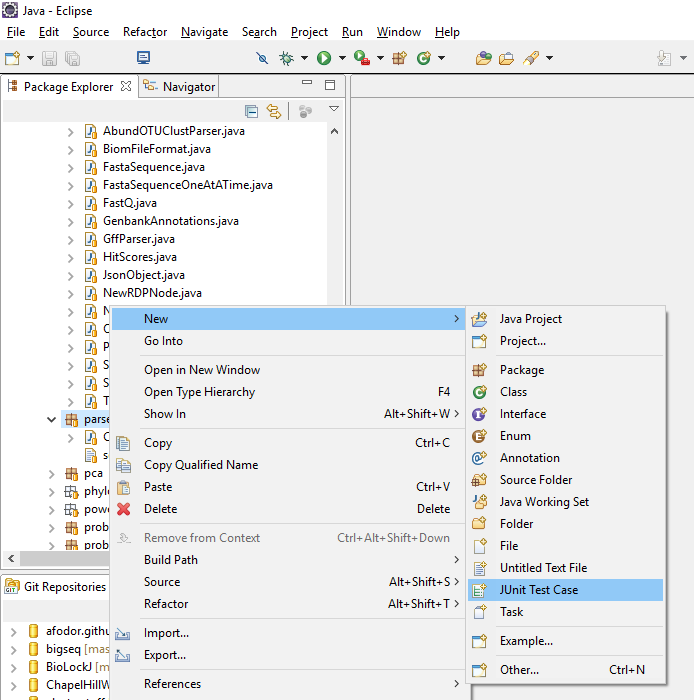 Java - Eclipse
File Edit Source Refactor Navigate Search Project Run Window Help
Package Explorer Navigator
AbundOTUClustParser.java
BiomFileFormat.java
FastaSequence.java
FastaSequenceOneAtATime.java
FastQ.java
GenbankAnnotations.java
GffParser.java
HitScores.java
JsonObject.java
NewRDPNode.java
N
C
P
S
S
T
parse
C
s
pca
phylo
powe
prob
prob
Git Repositories
GIT
afodor.githu
bigseq [mas
BioLockJ [ma
ChapelHillW
New
Go Into
Open in New Window
Open Type Hierarchy F4
Show In Alt+Shift+W
Copy Ctrl+C
Copy Qualified Name
Paste Ctrl+V
Delete Delete
Remove from Context Ctrl+Alt+Shift+Down
Build Path
Source Alt+Shift+S
Refactor Alt+Shift+T
Import...
Export...
References
Java Project
Project...
Package
Class
Interface
Enum
Annotation
Source Folder
Java Working Set
Folder
File
Untitled Text File
JUnit Test Case
Task
Example...
Other... Ctrl+N